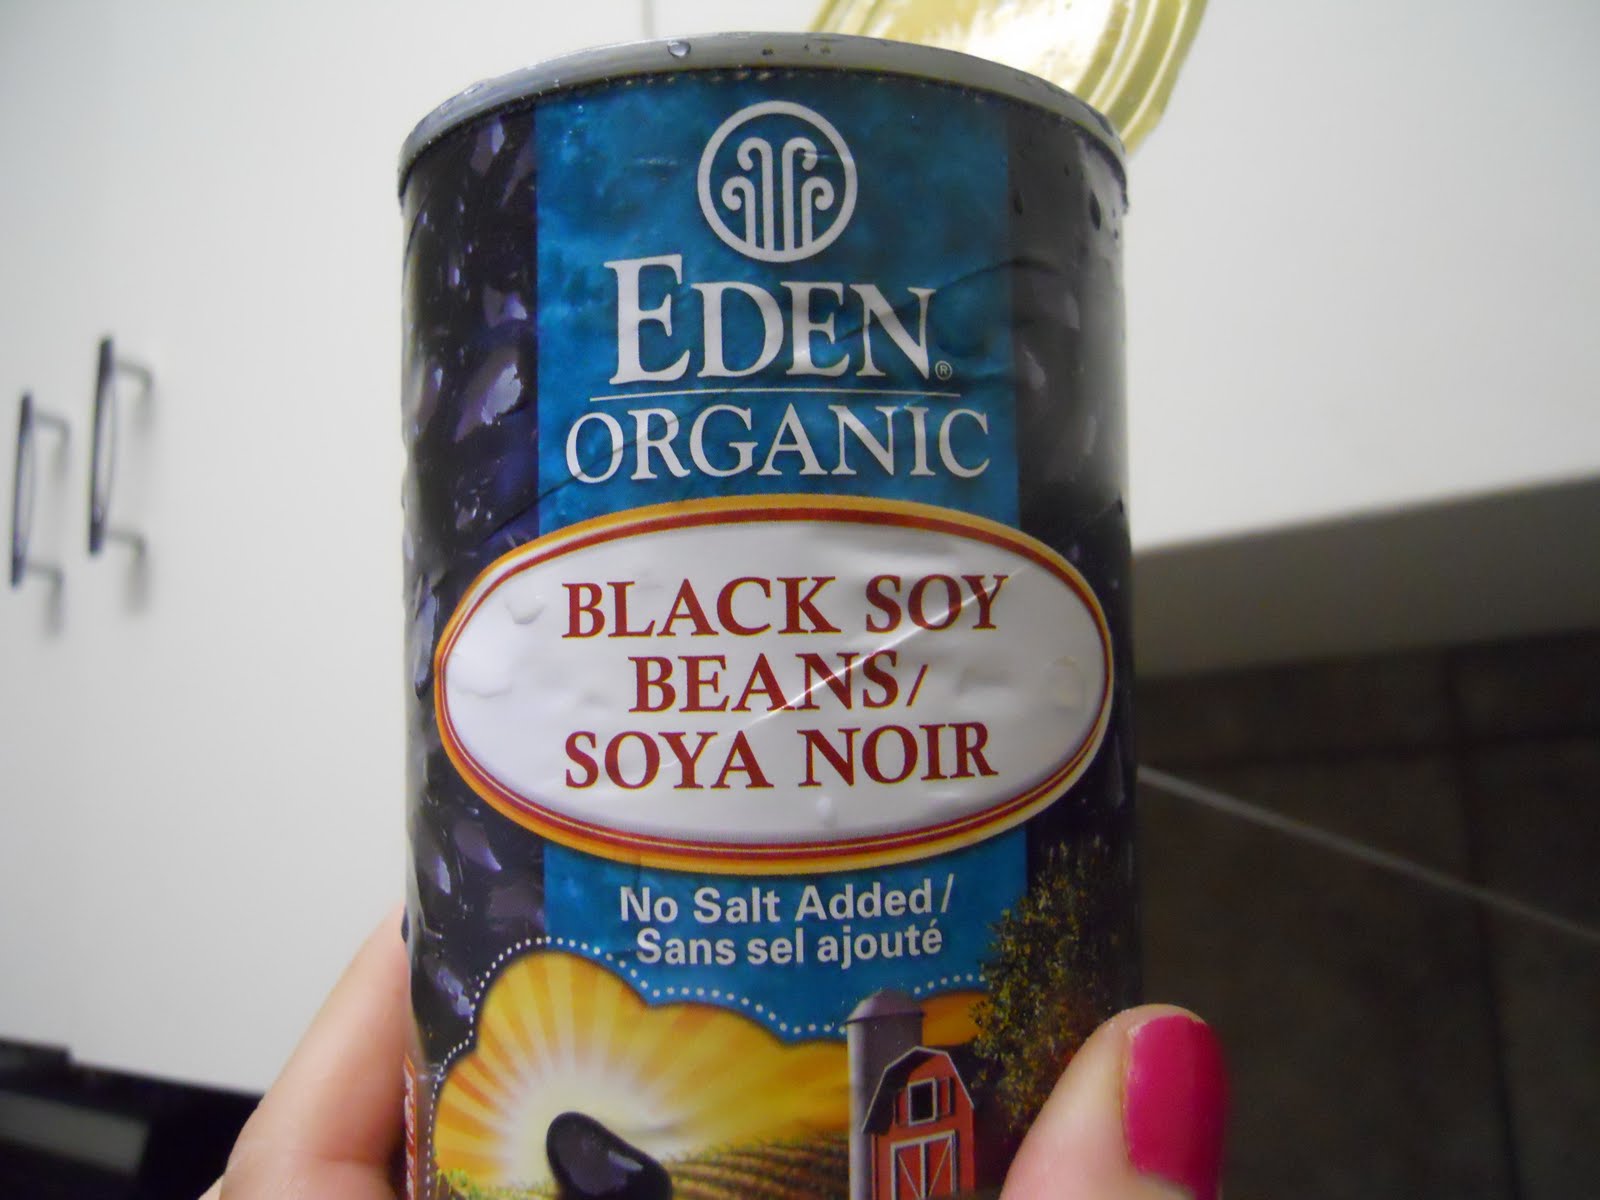 EDEN®
ORGANIC
BLACK SOY
BEANS/
SOYA NOIR
No Salt Added/
Sans sel ajouté